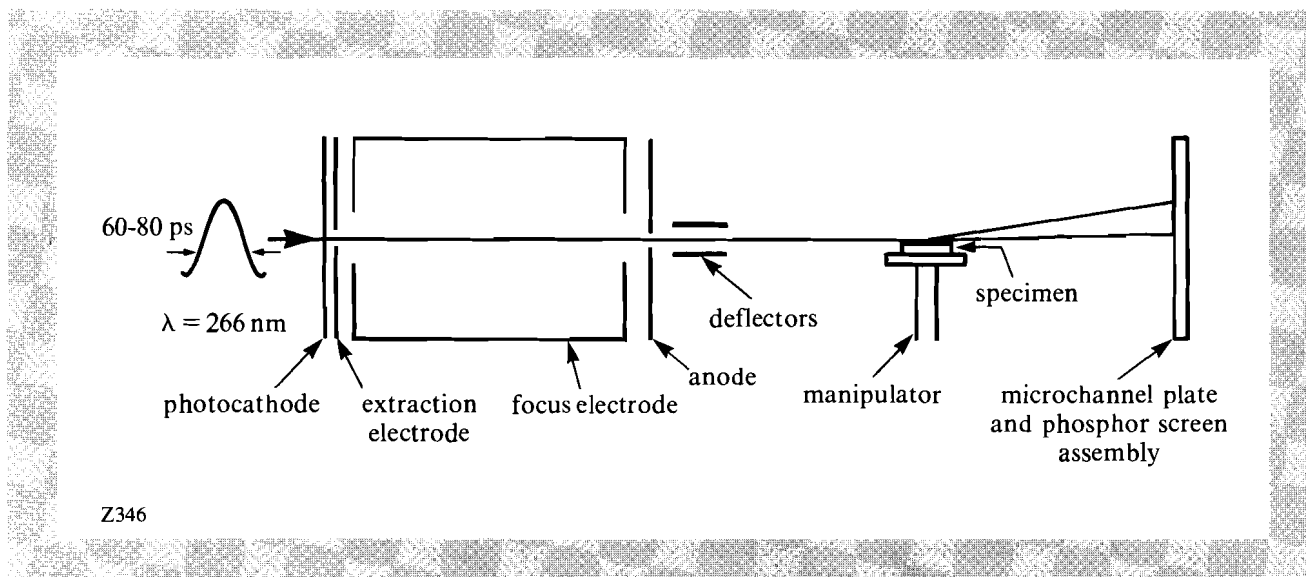 60-80 ps
λ = 266 nm
photocathode
extraction
electrode
focus electrode
anode
deflectors
manipulator
specimen
microchannel plate
and phosphor screen
assembly
Z346